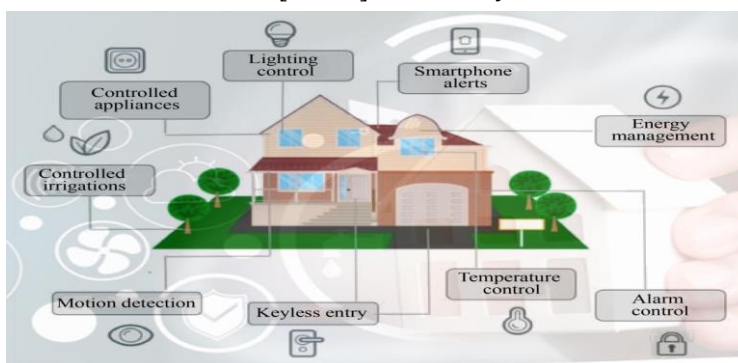 Lighting
control
Smartphone
alerts
Controlled
appliances
Energy
management
Controlled
irrigations
Motion detection
Keyless entry
Temperature
control
Alarm
control